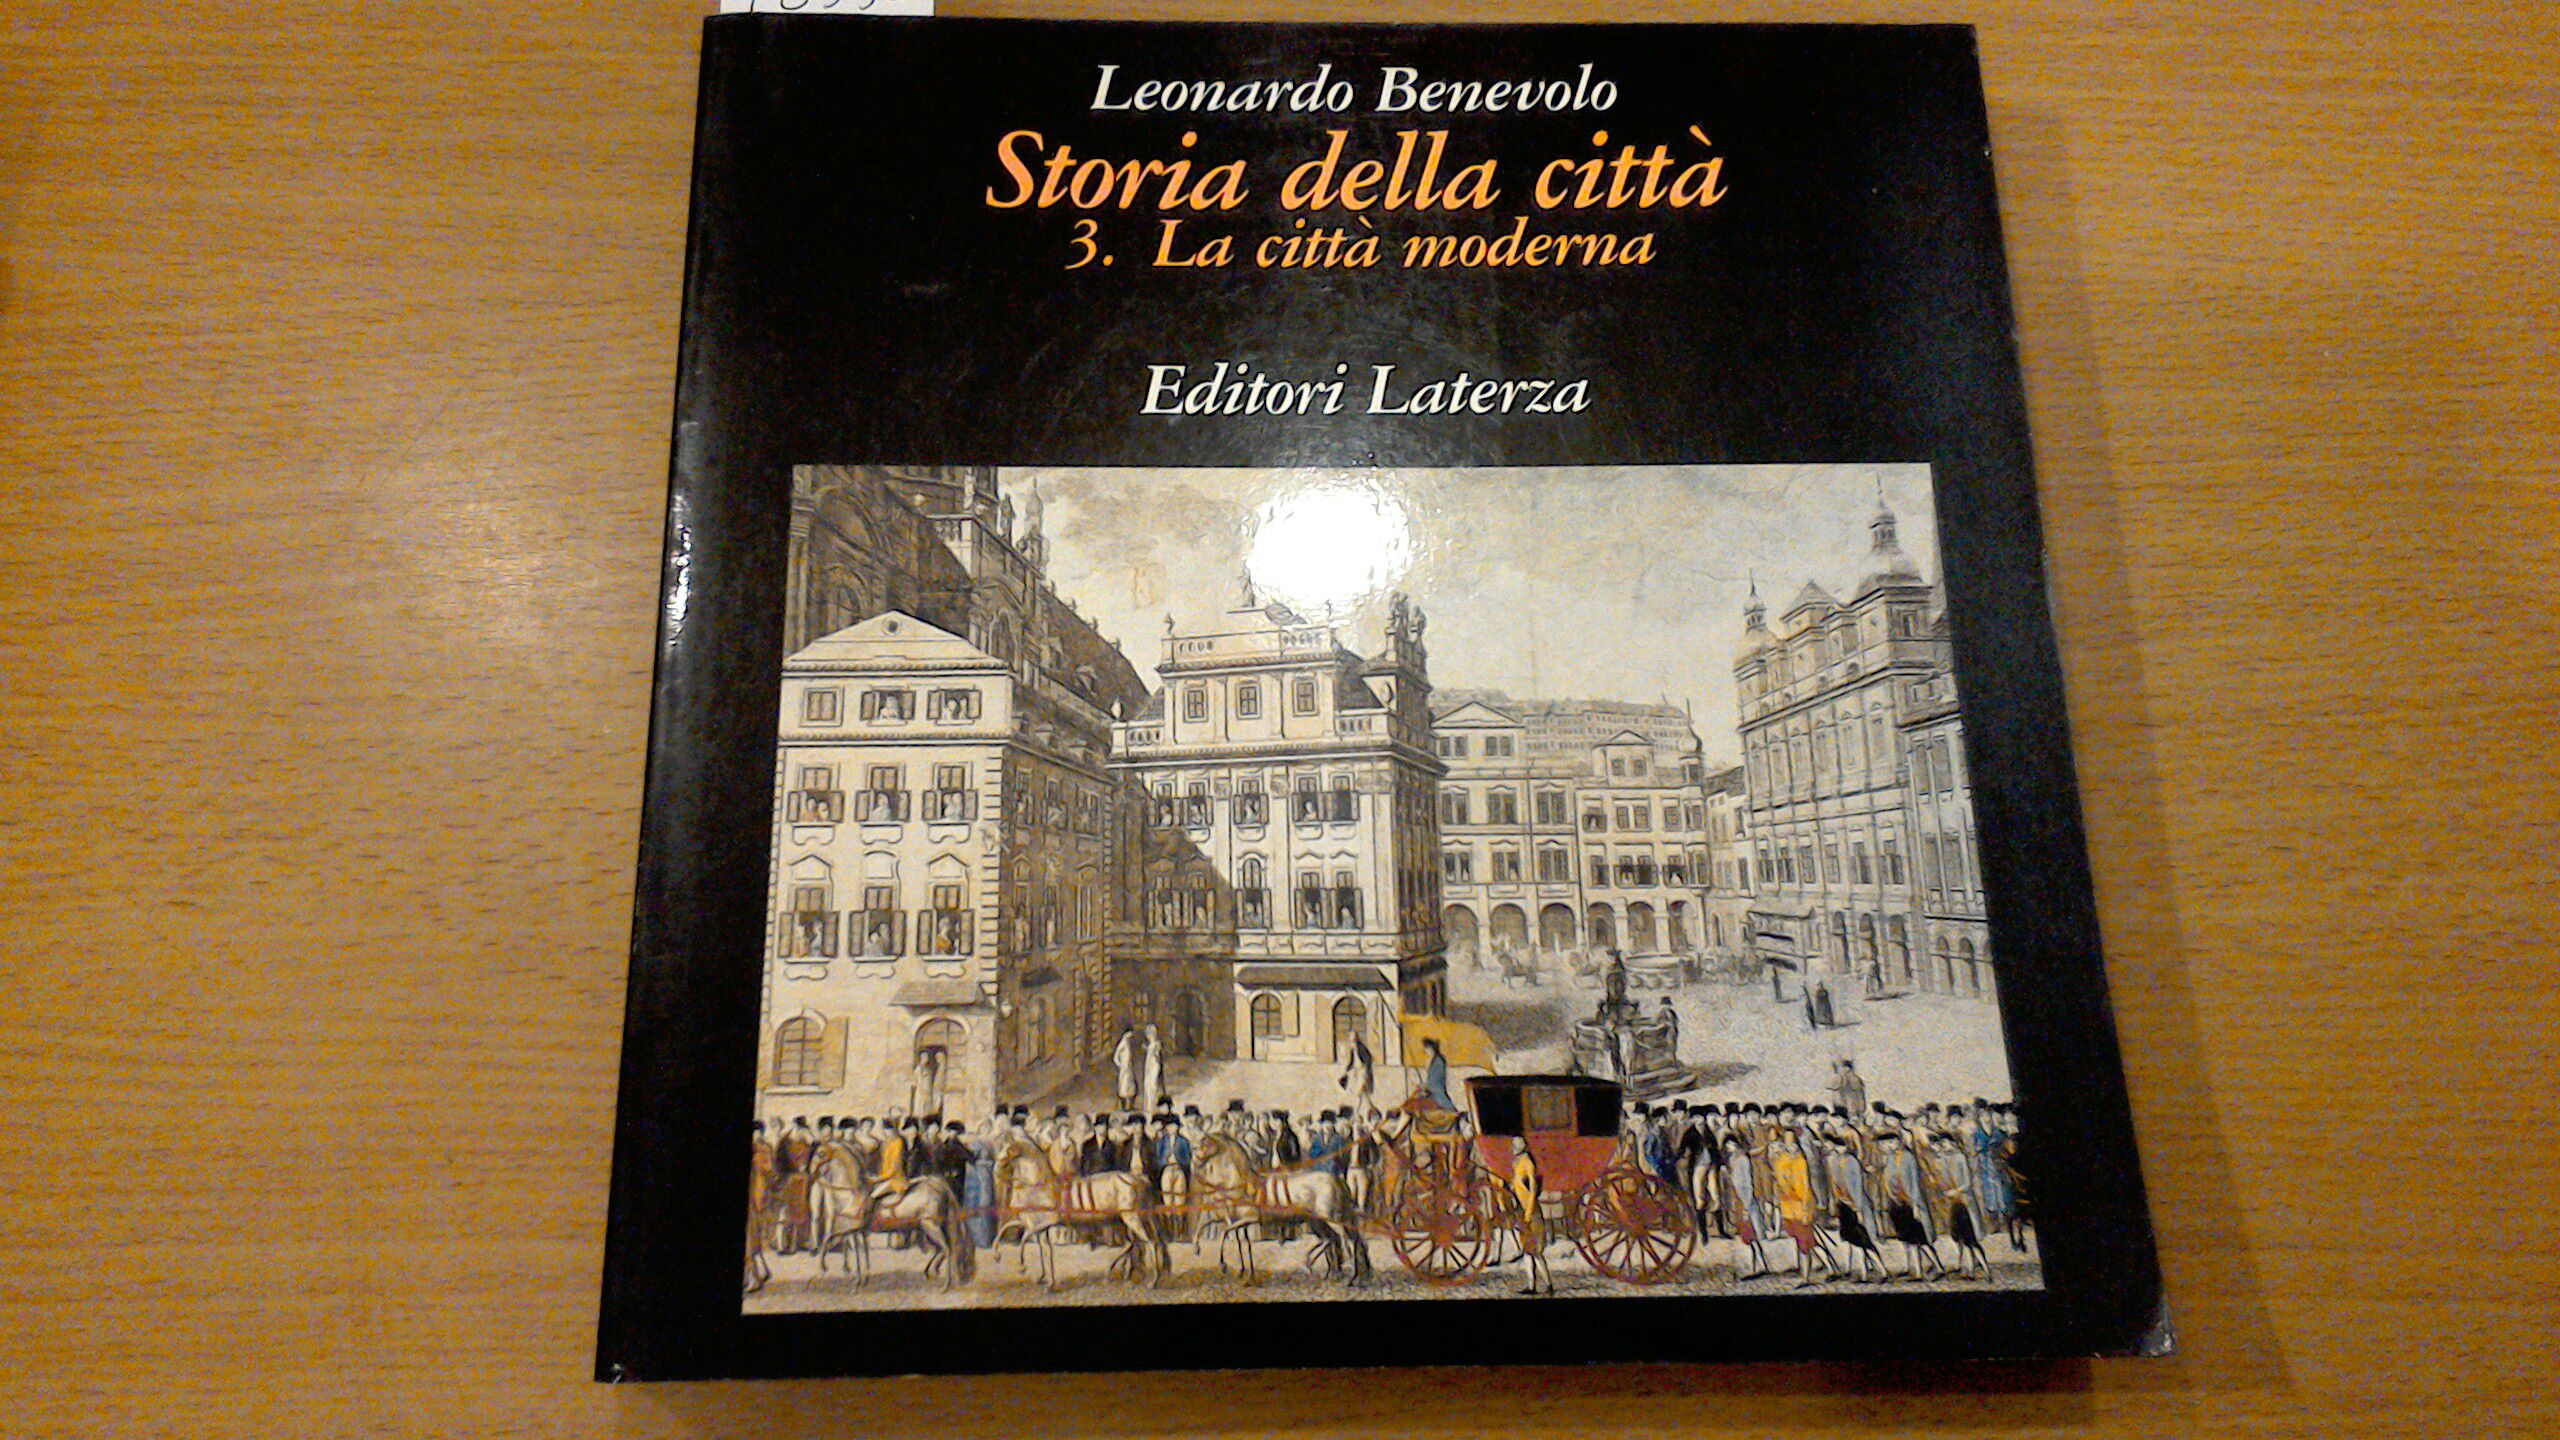 Leonardo Benevolo
Storia della città
3. La città moderna
Editori Laterza